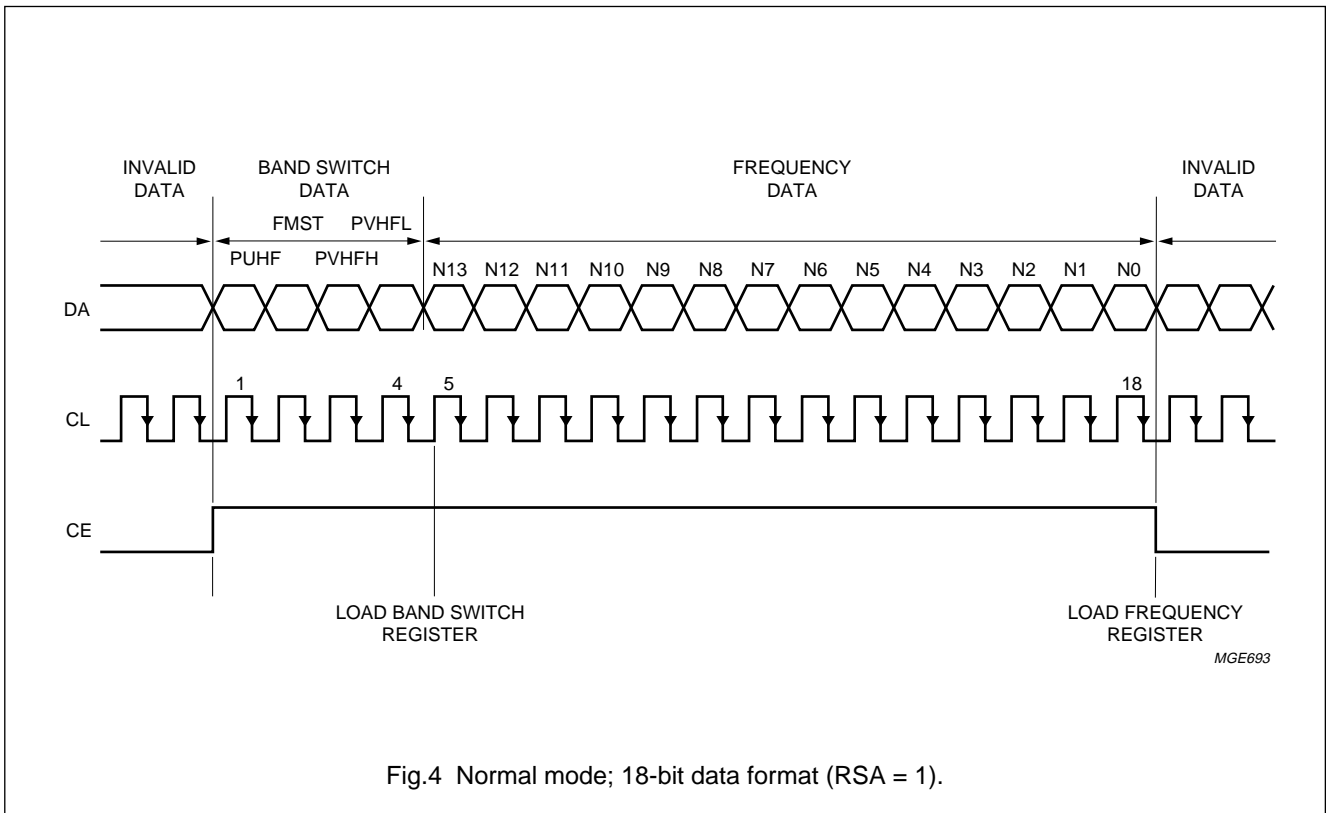 INVALID DATA
BAND SWITCH DATA
FREQUENCY DATA
INVALID DATA
FMST PVHFL
PUHF PVHFH
N13 N12 N11 N10 N9 N8 N7 N6 N5 N4 N3 N2 N1 N0
DA
1 4 5 18
CL
CE
LOAD BAND SWITCH REGISTER
LOAD FREQUENCY REGISTER
MGE693
Fig.4 Normal mode; 18-bit data format (RSA = 1).